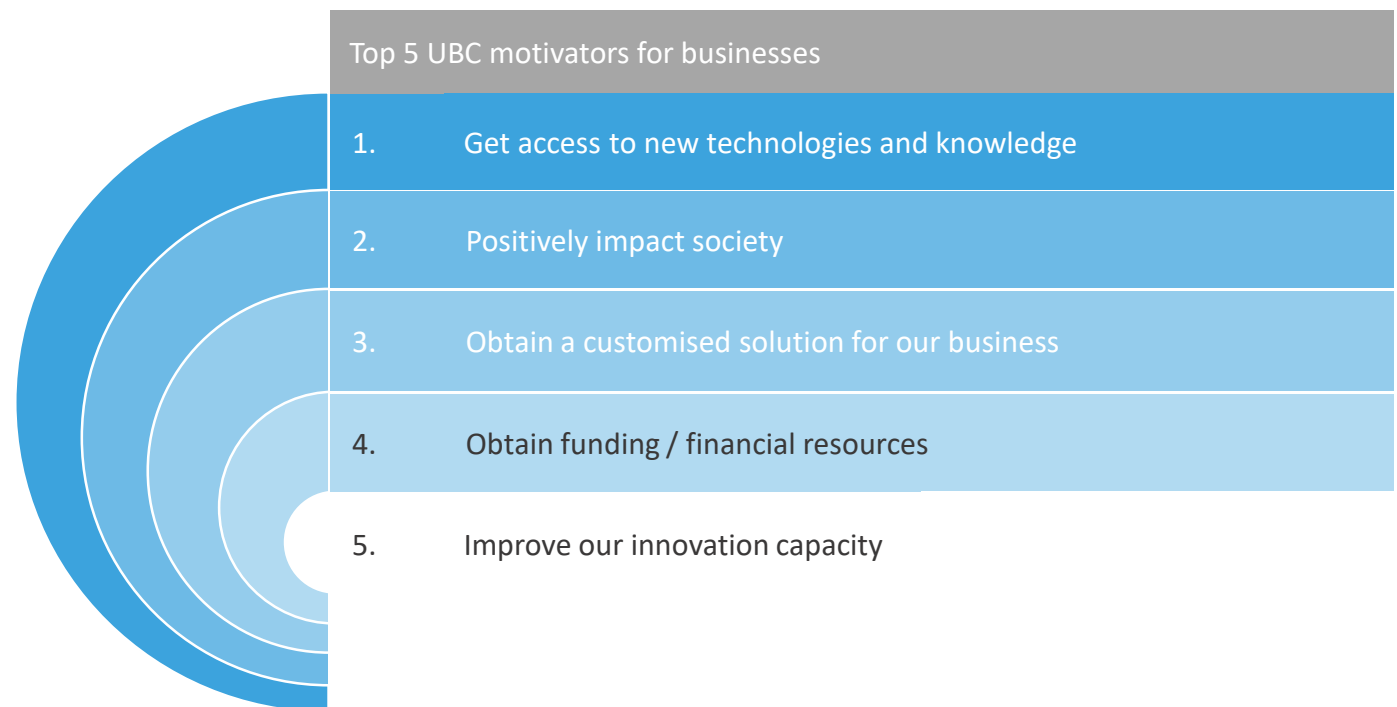 Top 5 UBC motivators for businesses
1. Get access to new technologies and knowledge
2. Positively impact society
3. Obtain a customised solution for our business
4. Obtain funding / financial resources
5. Improve our innovation capacity